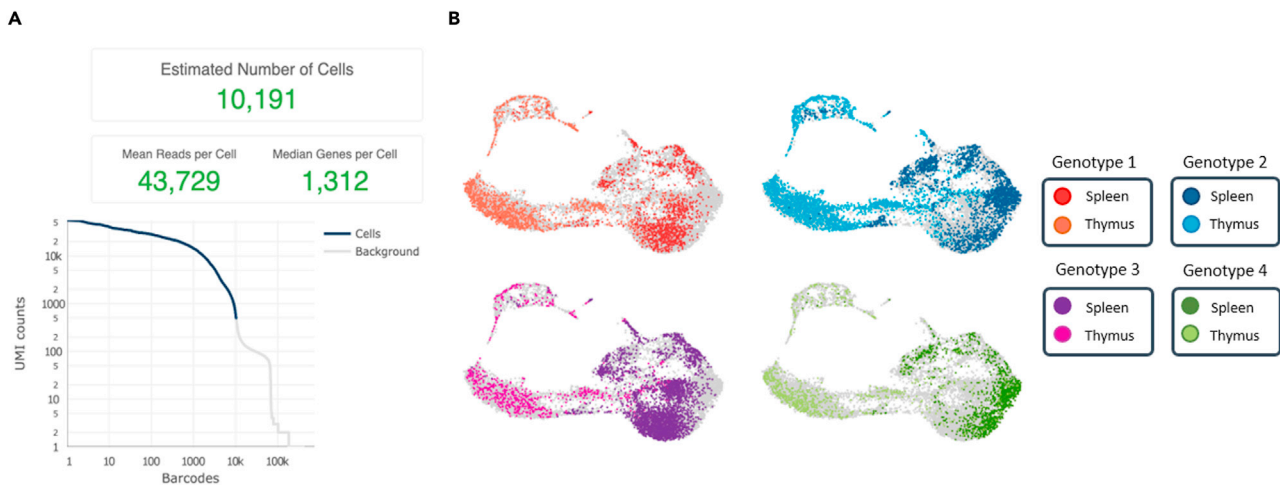 A
Estimated Number of Cells
10,191
Mean Reads per Cell
Median Genes per Cell
43,729
1,312
5
2
10k
5
2
1000
5
2
100
5
2
10
5
2
1
UMI counts
1
10
100
1000
10k
100k
Barcodes
Cells
Background
B
Genotype 1
Spleen
Thymus
Genotype 2
Spleen
Thymus
Genotype 3
Spleen
Thymus
Genotype 4
Spleen
Thymus